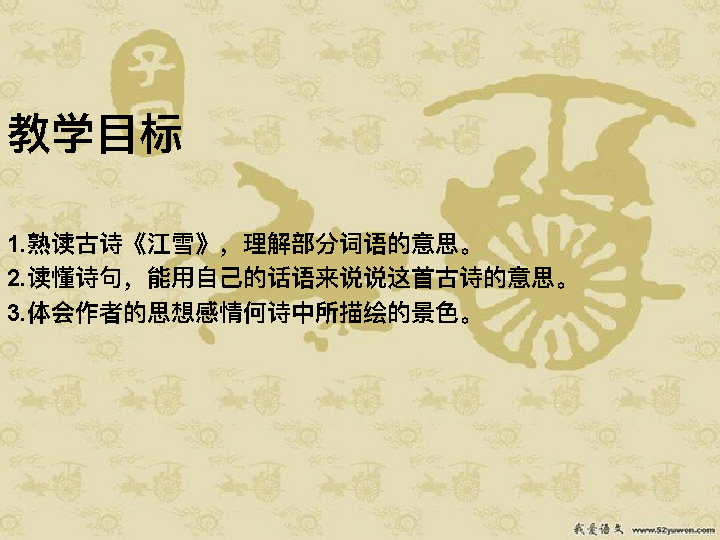 教学目标
1.熟读古诗《江雪》，理解部分词语的意思。
2.读懂诗句，能用自己的话语来说说这首古诗的意思。
3.体会作者的思想感情何诗中所描绘的景色。
我爱语文 www.52yuwen.com